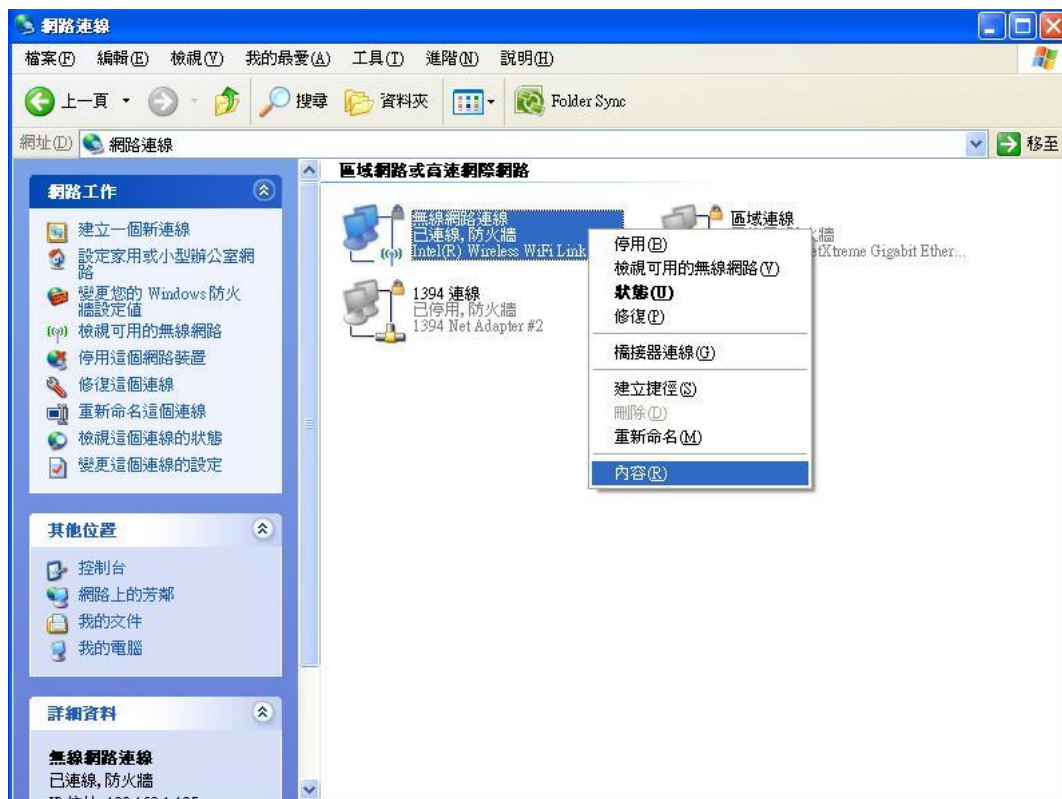 網路連線
檔案(F) 編輯(E) 檢視(V) 我的最愛(A) 工具(T) 進階(N) 說明(H)
上一頁 搜尋 資料夾 Folder Sync
網址(D) 網路連線 移至
網路工作
建立一個新連線
設定家用或小型辦公室網
路
變更您的 Windows 防火
牆設定值
檢視可用的無線網路
停用這個網路裝置
修復這個連線
重新命名這個連線
檢視這個連線的狀態
變更這個連線的設定
其他位置
控制台
網路上的芳鄰
我的文件
我的電腦
詳細資料
無線網路連線
已連線, 防火牆
區域網路或高速網際網路
無線網路連線
已連線, 防火牆
Intel(R) Wireless WiFi Link
1394 連線
已停用, 防火牆
1394 Net Adapter #2
區域連線
牆
Gigabit Ether...
停用(B)
檢視可用的無線網路(V)
狀態(U)
修復(P)
橋接器連線(G)
建立捷徑(S)
刪除(D)
重新命名(M)
內容(R)